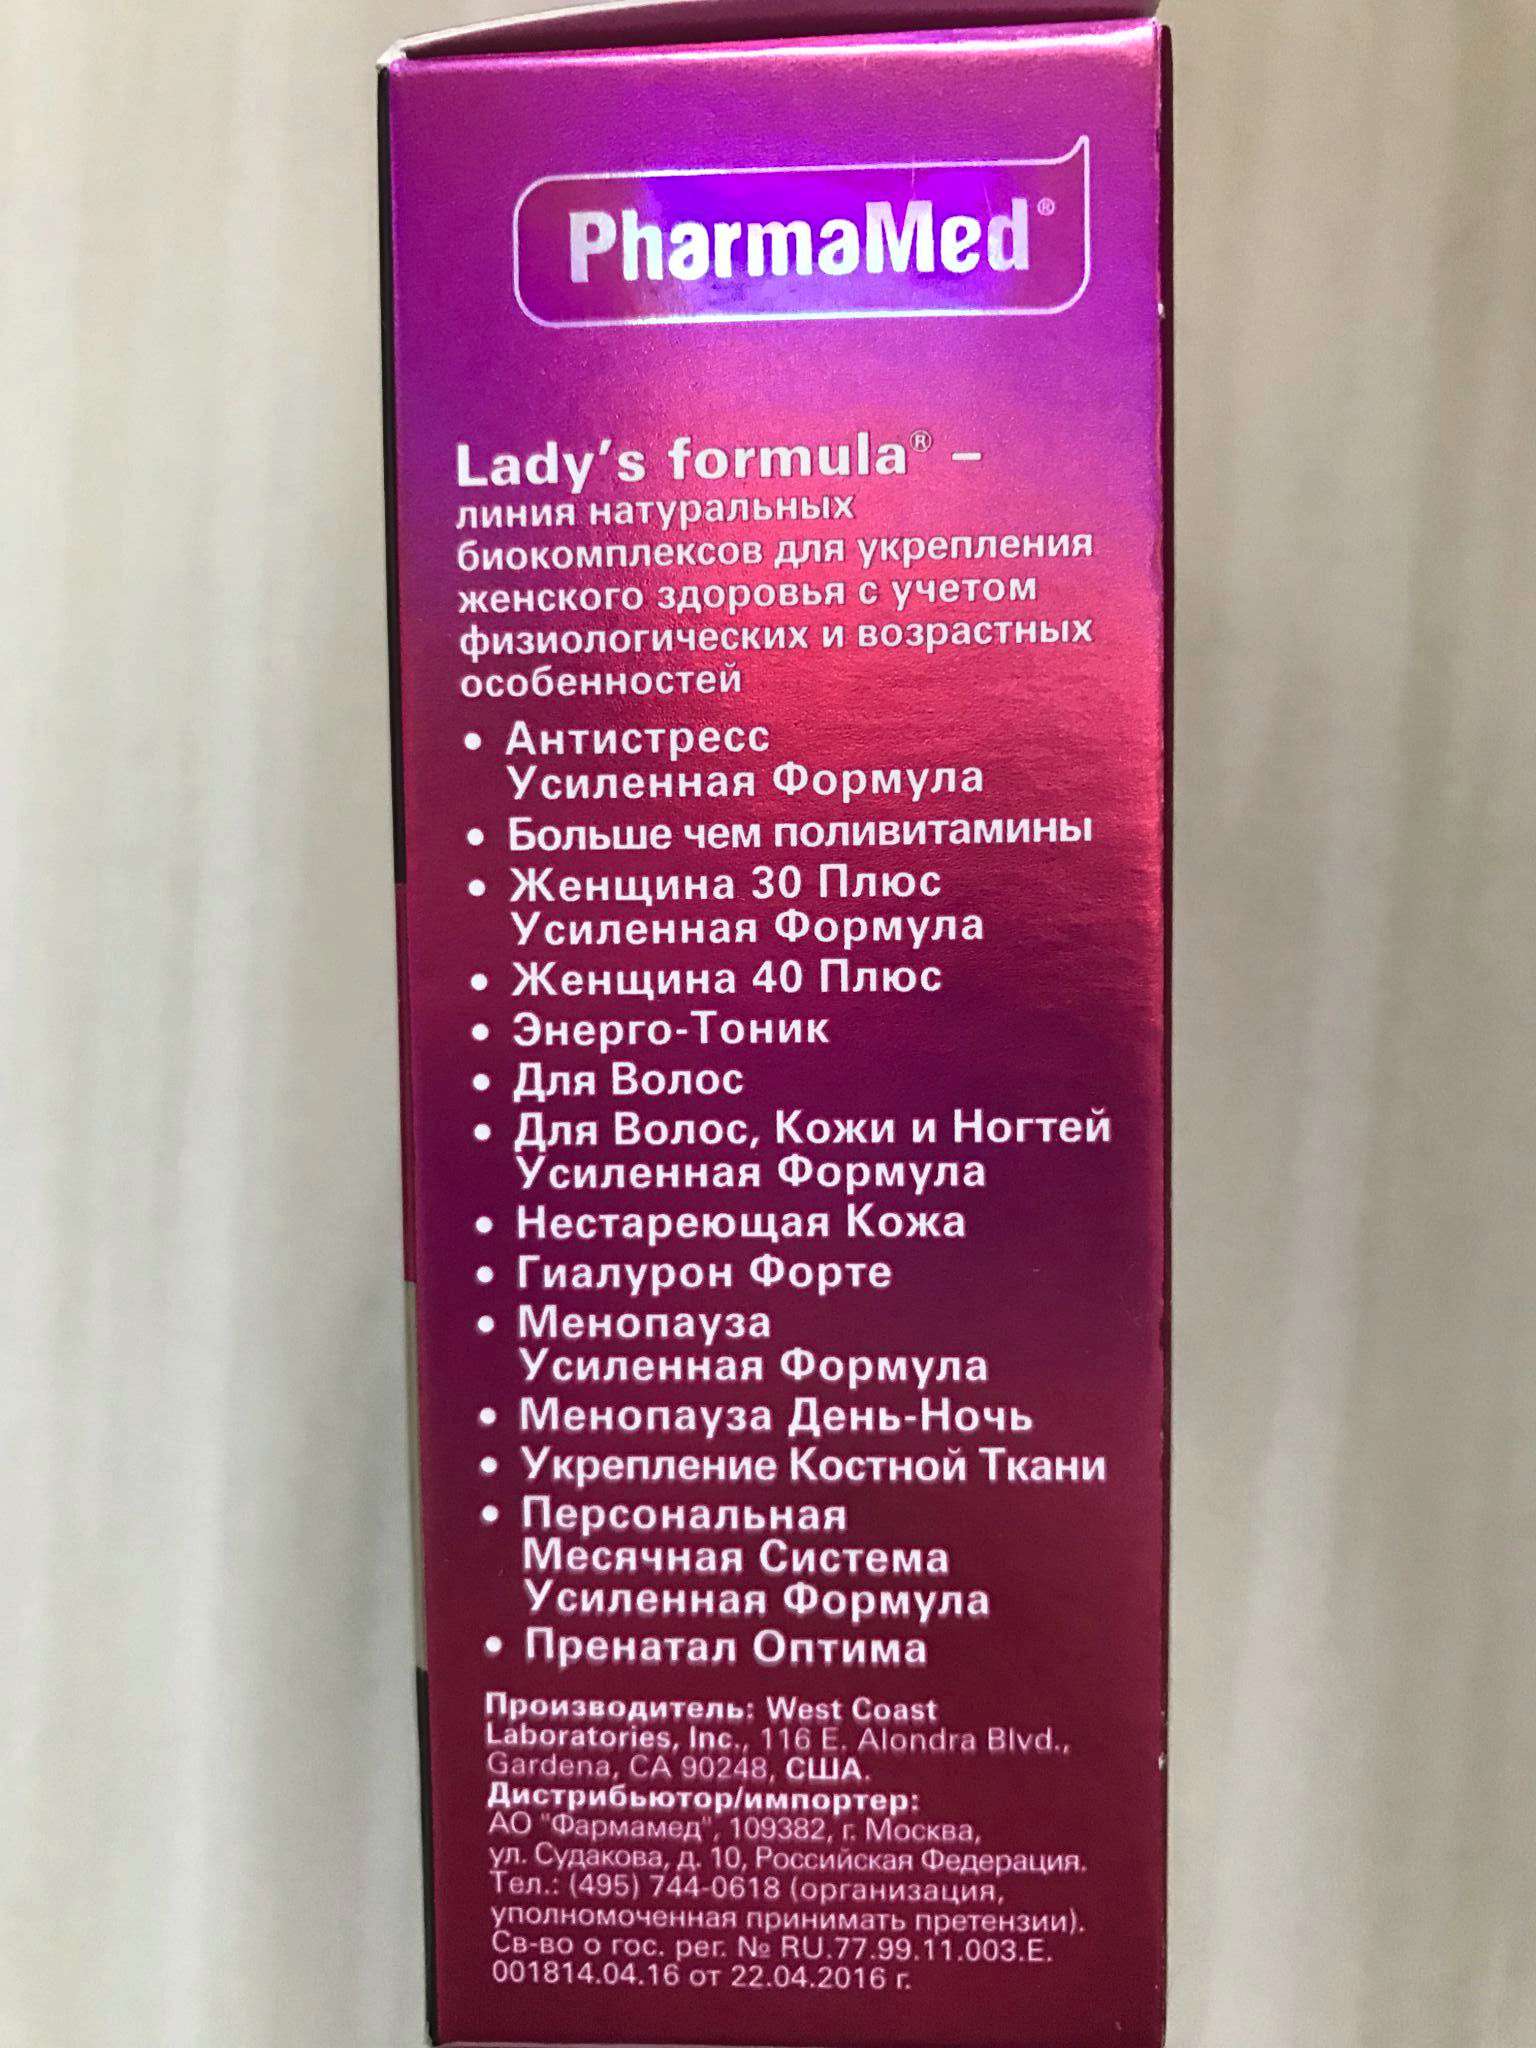 PharmaMed®
Lady's formula® –
линия натуральных
биокомплексов для укрепления
женского здоровья с учетом
физиологических и возрастных
особенностей
• Антистресс
Усиленная Формула
• Больше чем поливитамины
• Женщина 30 Плюс
Усиленная Формула
• Женщина 40 Плюс
• Энерго-Тоник
• Для Волос
• Для Волос, Кожи и Ногтей
Усиленная Формула
• Нестареющая Кожа
• Гиалурон Форте
• Менопауза
Усиленная Формула
• Менопауза День-Ночь
• Укрепление Костной Ткани
• Персональная
Месячная Система
Усиленная Формула
• Пренатал Оптима
Производитель: West Coast
Laboratories, Inc., 116 E. Alondra Blvd.,
Gardena, CA 90248, США.
Дистрибьютор/импортер:
АО "Фармамед", 109382, г. Москва,
ул. Судакова, д. 10, Российская Федерация.
Тел.: (495) 744-0618 (организация,
уполномоченная принимать претензии).
Св-во о гос. рег. № RU.77.99.11.003.E.
001814.04.16 от 22.04.2016 г.